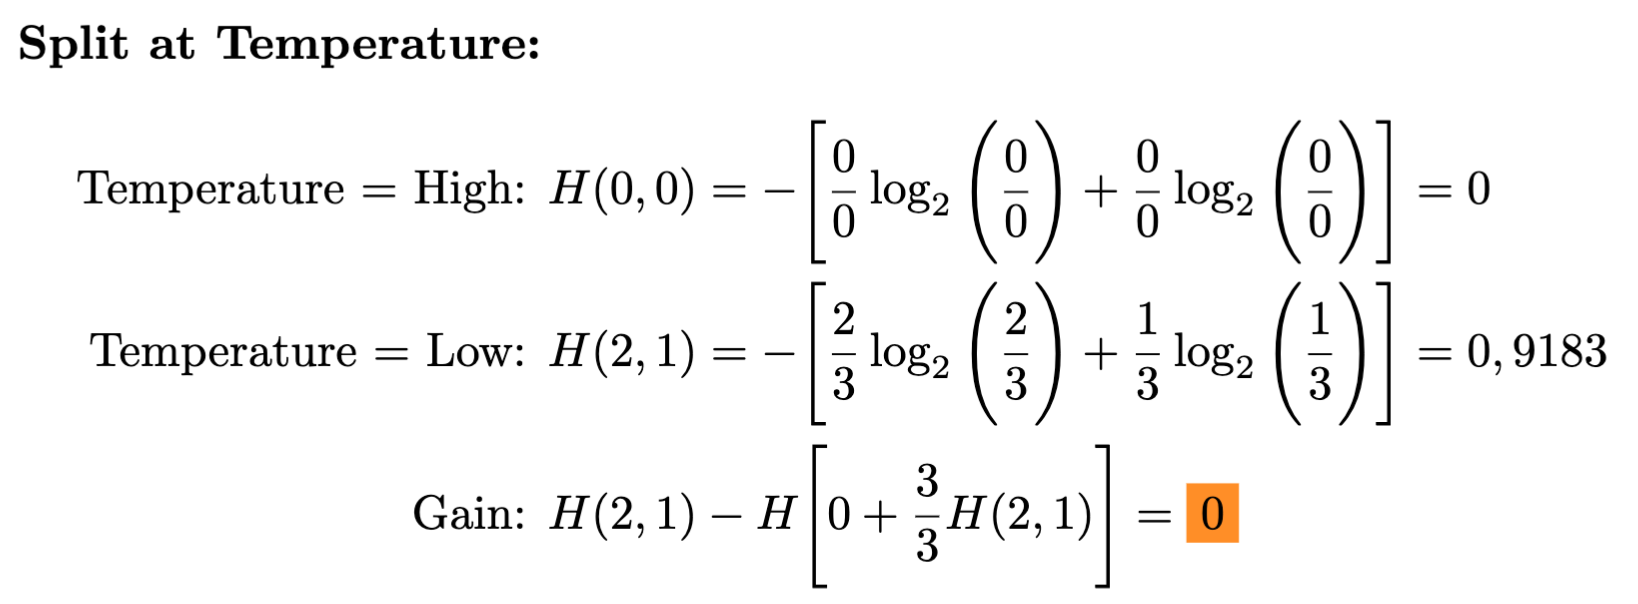 Split at Temperature:
Temperature = High: H(0, 0) = −[0/0 log₂(0/0) + 0/0 log₂(0/0)] = 0
Temperature = Low: H(2, 1) = −[2/3 log₂(2/3) + 1/3 log₂(1/3)] = 0,9183
Gain: H(2, 1) − H[0 + 3/3 H(2, 1)] = 0